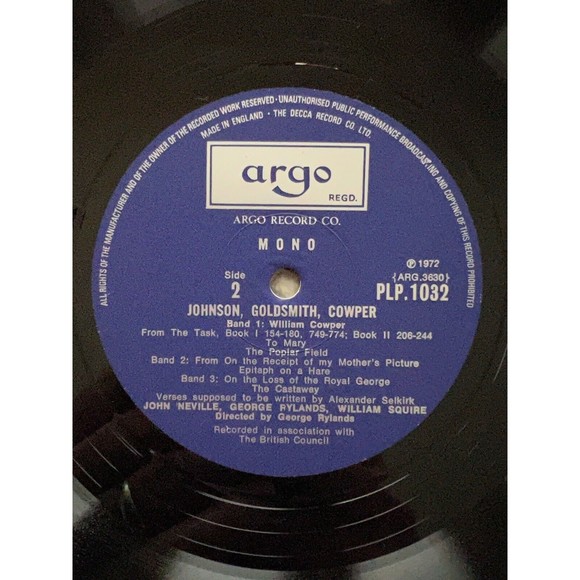 ALL RIGHTS OF THE MANUFACTURER AND OF THE OWNER OF THE RECORDED WORK RESERVED · UNAUTHORISED PUBLIC PERFORMANCE BROADCASTING AND COPYING OF THIS RECORD PROHIBITED
MADE IN ENGLAND · THE DECCA RECORD CO. LTD.
argo
REGD.
ARGO RECORD CO.
MONO
℗ 1972
Side
2
(ARG.3630)
PLP.1032
JOHNSON, GOLDSMITH, COWPER
Band 1: William Cowper
From The Task, Book I 154-180, 749-774; Book II 206-244
To Mary
The Poplar Field
Band 2: From On the Receipt of my Mother's Picture
Epitaph on a Hare
Band 3: On the Loss of the Royal George
The Castaway
Verses supposed to be written by Alexander Selkirk
JOHN NEVILLE, GEORGE RYLANDS, WILLIAM SQUIRE
Directed by George Rylands
Recorded in association with
The British Council